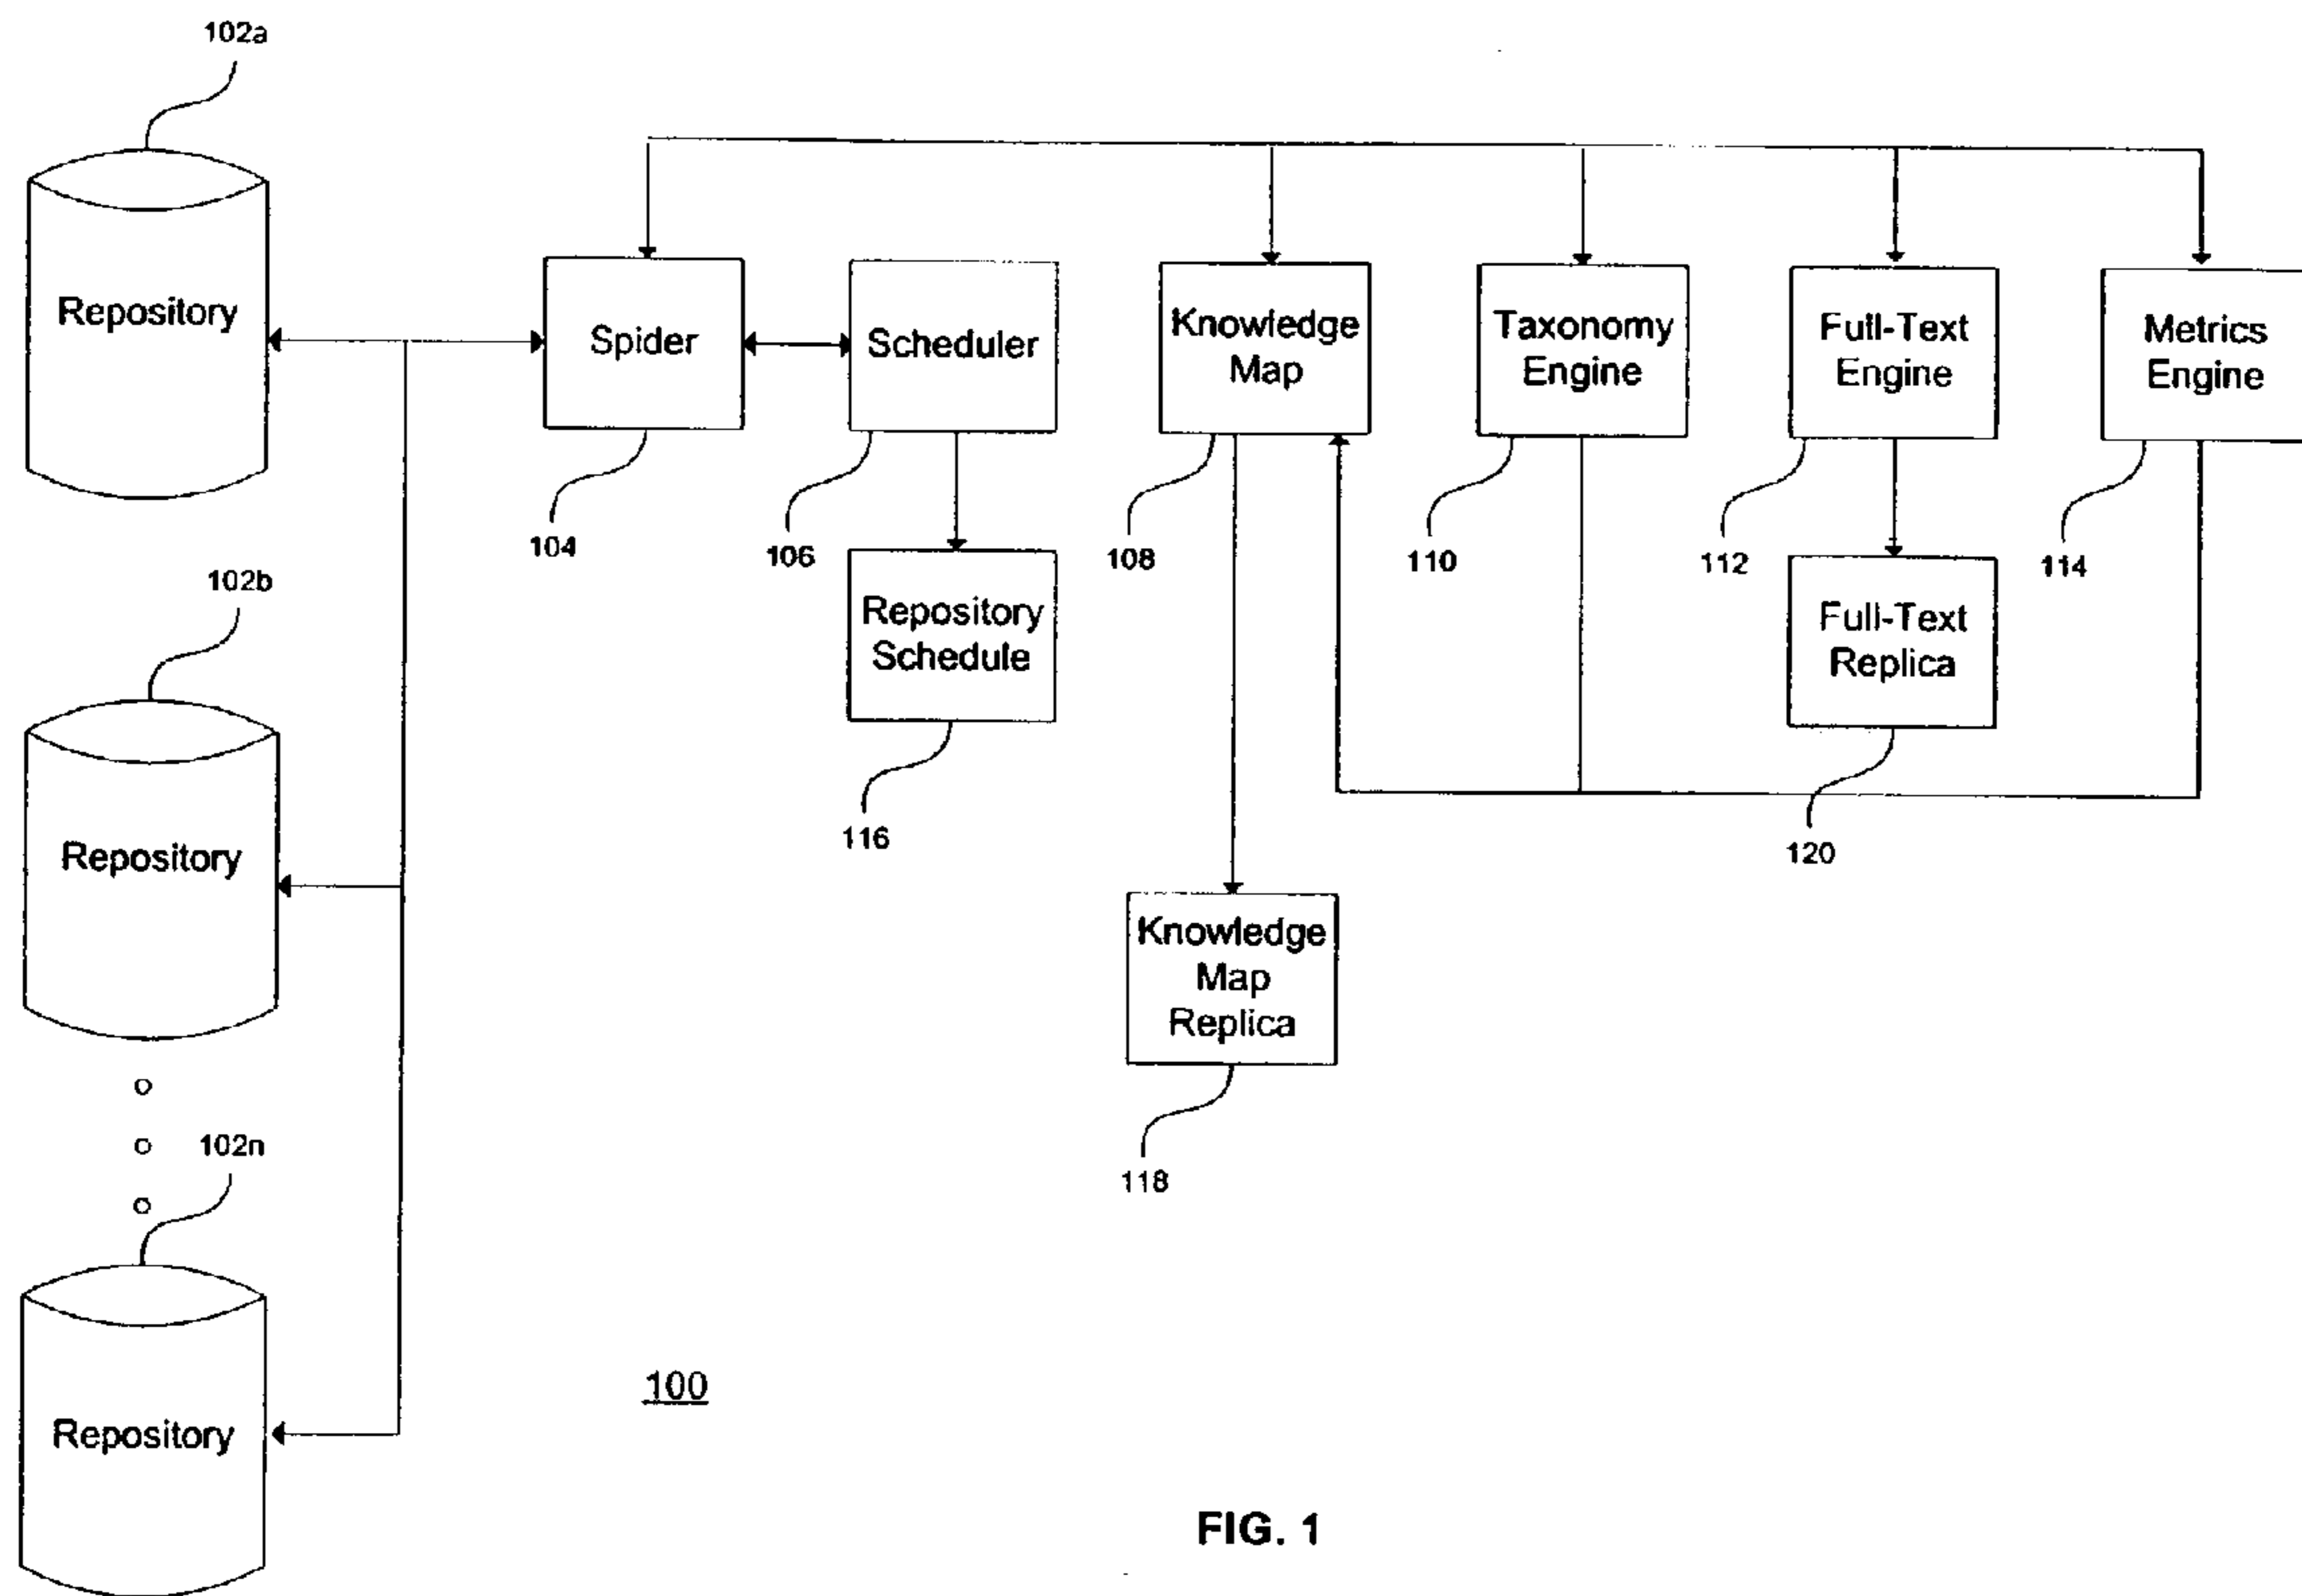 102a
Repository
Spider
Scheduler
Knowledge
Map
Taxonomy
Engine
Full-Text
Engine
Metrics
Engine
104
106
108
110
112
114
102b
Repository
Schedule
Full-Text
Replica
116
120
Repository
Knowledge
Map
Replica
102n
118
100
Repository
FIG. 1